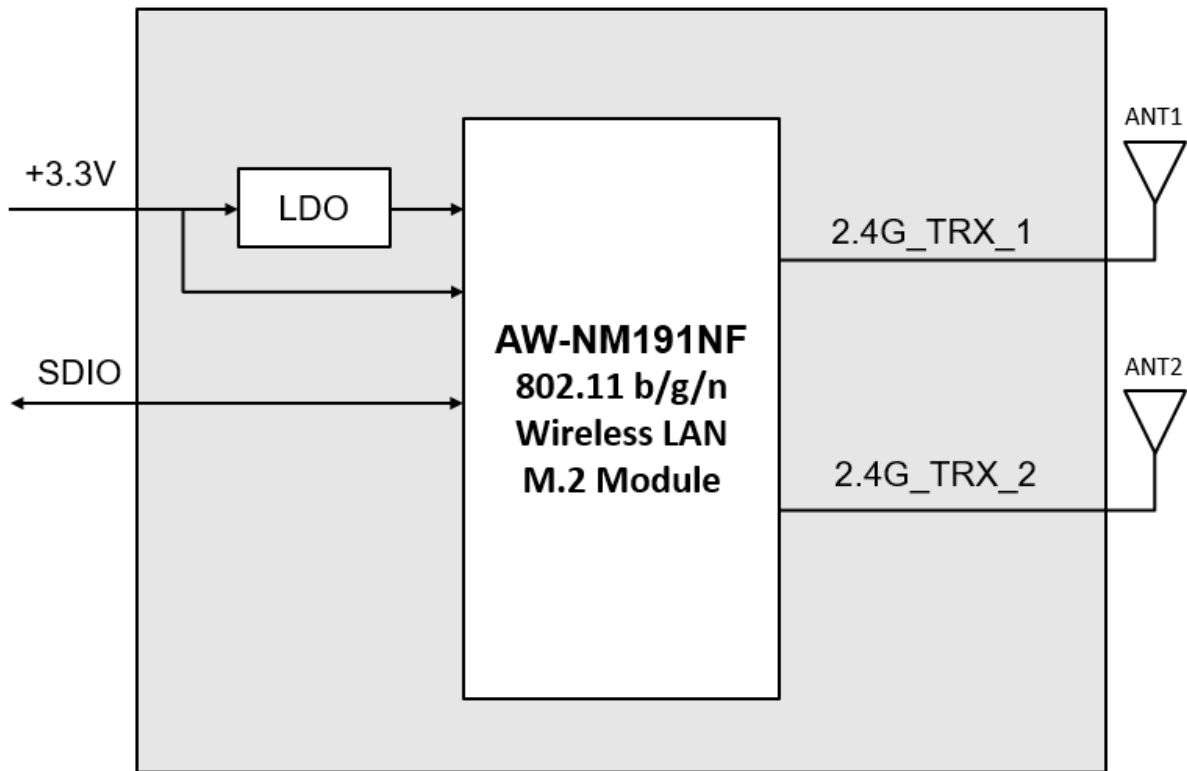 ANT1
+3.3V
LDO
2.4G_TRX_1
AW-NM191NF
802.11 b/g/n
Wireless LAN
M.2 Module
SDIO
ANT2
2.4G_TRX_2